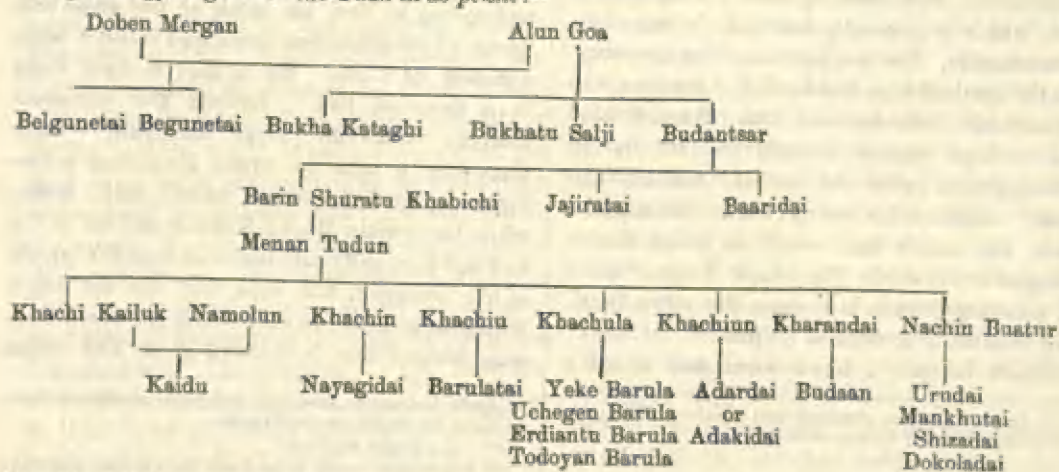 Doben Mergan Alun Goa
Belgunetai Begunetai Bukha Kataghi Bukhatu Salji Budantsar
Barin Shuratu Khabichi Jajiratai Baaridai
Menan Tudun
Khachi Kailuk Namolun Khachin Khachiu Khachula Khachiun Kharandai Nachin Buatur
Kaidu Nayagidai Barulatai Yeke Barula Adardai Budaan Urudai
Uchegen Barula or Mankhutai
Erdiantu Barula Adakidai Shizadai
Todoyan Barula Dokoladai